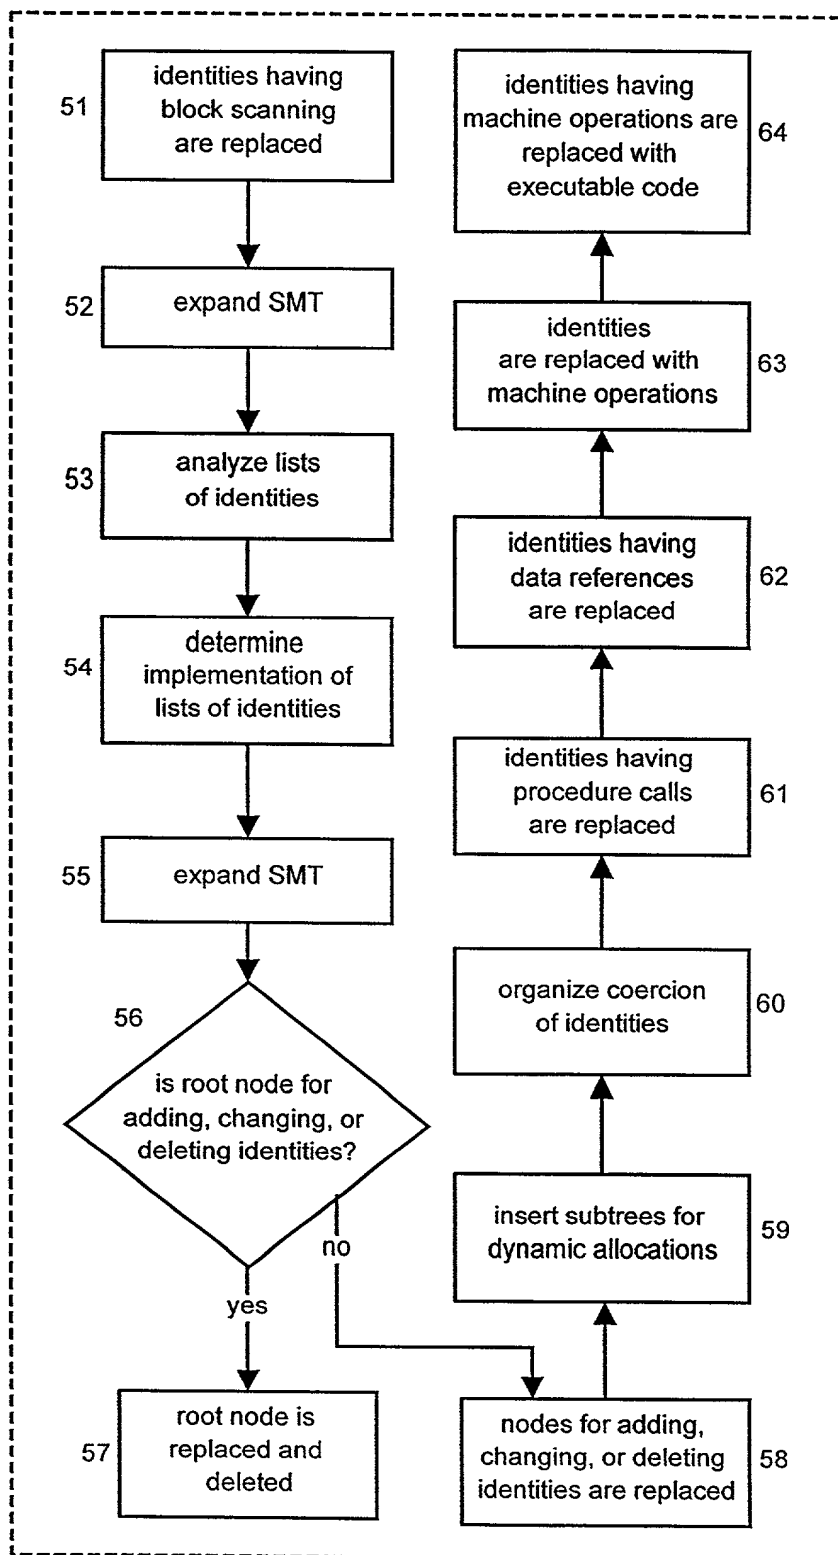 51
identities having
block scanning
are replaced
52
expand SMT
53
analyze lists
of identities
54
determine
implementation of
lists of identities
55
expand SMT
56
is root node for
adding, changing, or
deleting identities?
no
yes
57
root node is
replaced and
deleted
58
nodes for adding,
changing, or deleting
identities are replaced
59
insert subtrees for
dynamic allocations
60
organize coercion
of identities
61
identities having
procedure calls
are replaced
62
identities having
data references
are replaced
63
identities
are replaced with
machine operations
64
identities having
machine operations are
replaced with
executable code